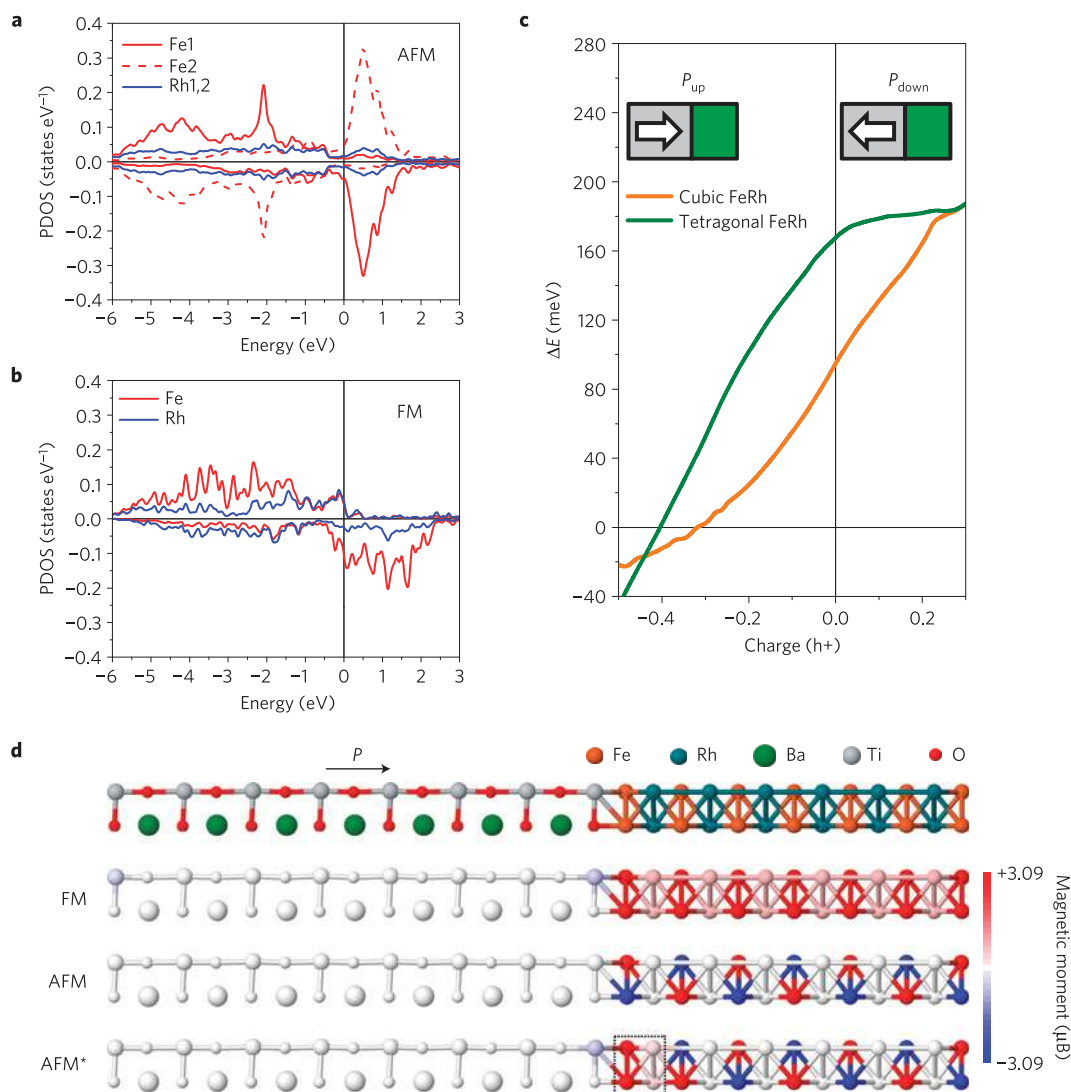 a
0.4
0.3
0.2
0.1
0.0
−0.1
−0.2
−0.3
−0.4
PDOS (states eV⁻¹)
Fe1
Fe2
Rh1,2
AFM
−6 −5 −4 −3 −2 −1 0 1 2 3
Energy (eV)
b
0.4
0.3
0.2
0.1
0.0
−0.1
−0.2
−0.3
−0.4
PDOS (states eV⁻¹)
Fe
Rh
FM
−6 −5 −4 −3 −2 −1 0 1 2 3
Energy (eV)
c
280
240
200
160
120
80
40
0
−40
ΔE (meV)
P up
P down
Cubic FeRh
Tetragonal FeRh
−0.4 −0.2 0.0 0.2
Charge (h+)
d
P
Fe Rh Ba Ti O
FM
AFM
AFM*
+3.09
Magnetic moment (μB)
−3.09